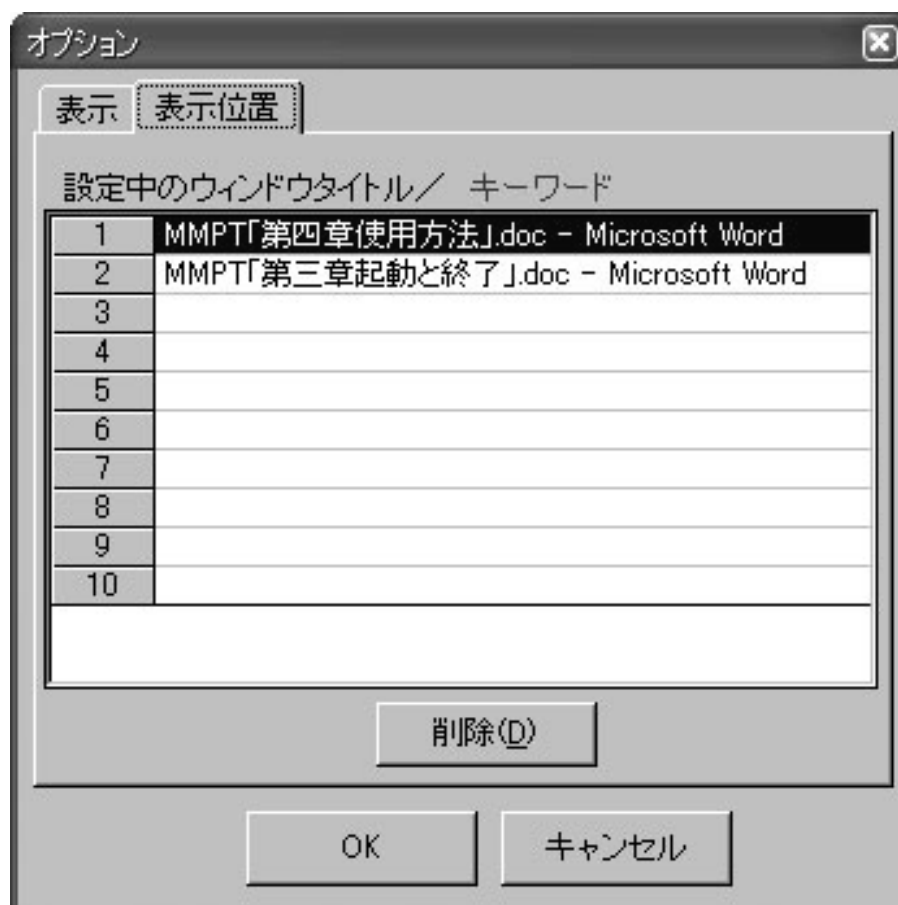 オプション
表示 表示位置
設定中のウィンドウタイトル／ キーワード
1 MMPT「第四章使用方法」.doc - Microsoft Word
2 MMPT「第三章起動と終了」.doc - Microsoft Word
3
4
5
6
7
8
9
10
削除(D)
OK キャンセル